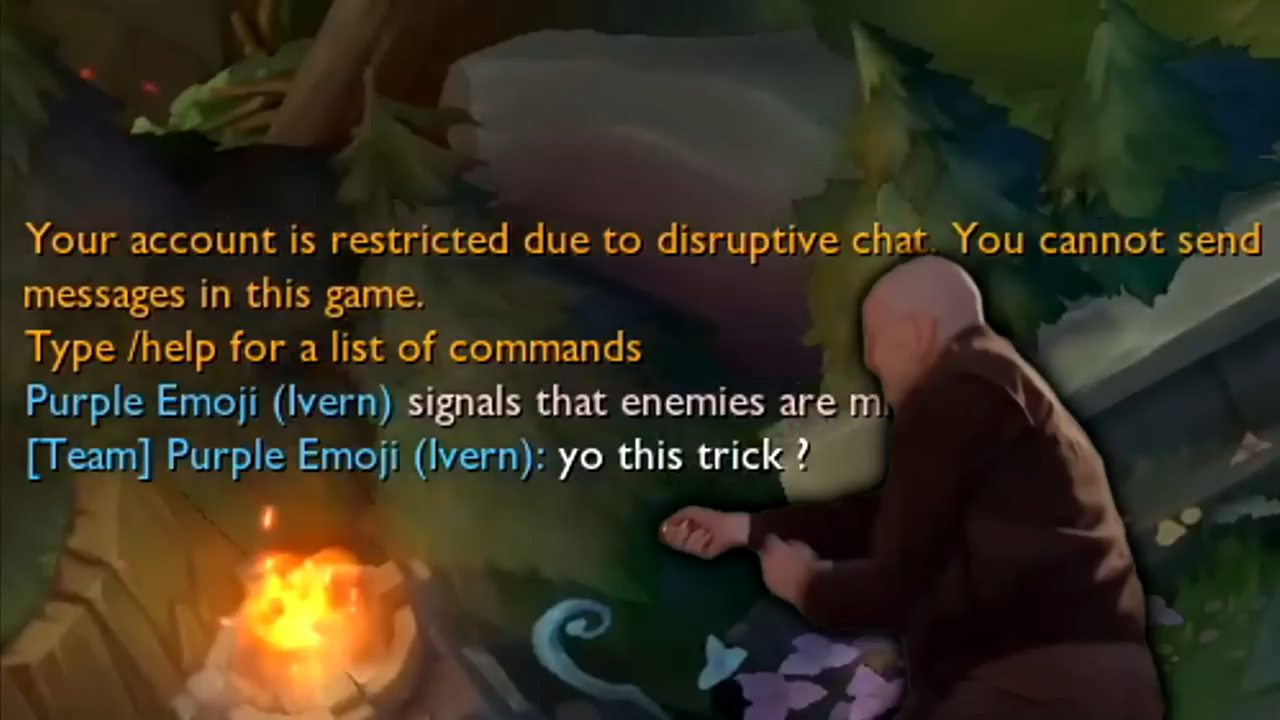 Your account is restricted due to disruptive chat. You cannot send
messages in this game.
Type /help for a list of commands
Purple Emoji (Ivern) signals that enemies are
[Team] Purple Emoji (Ivern): yo this trick ?